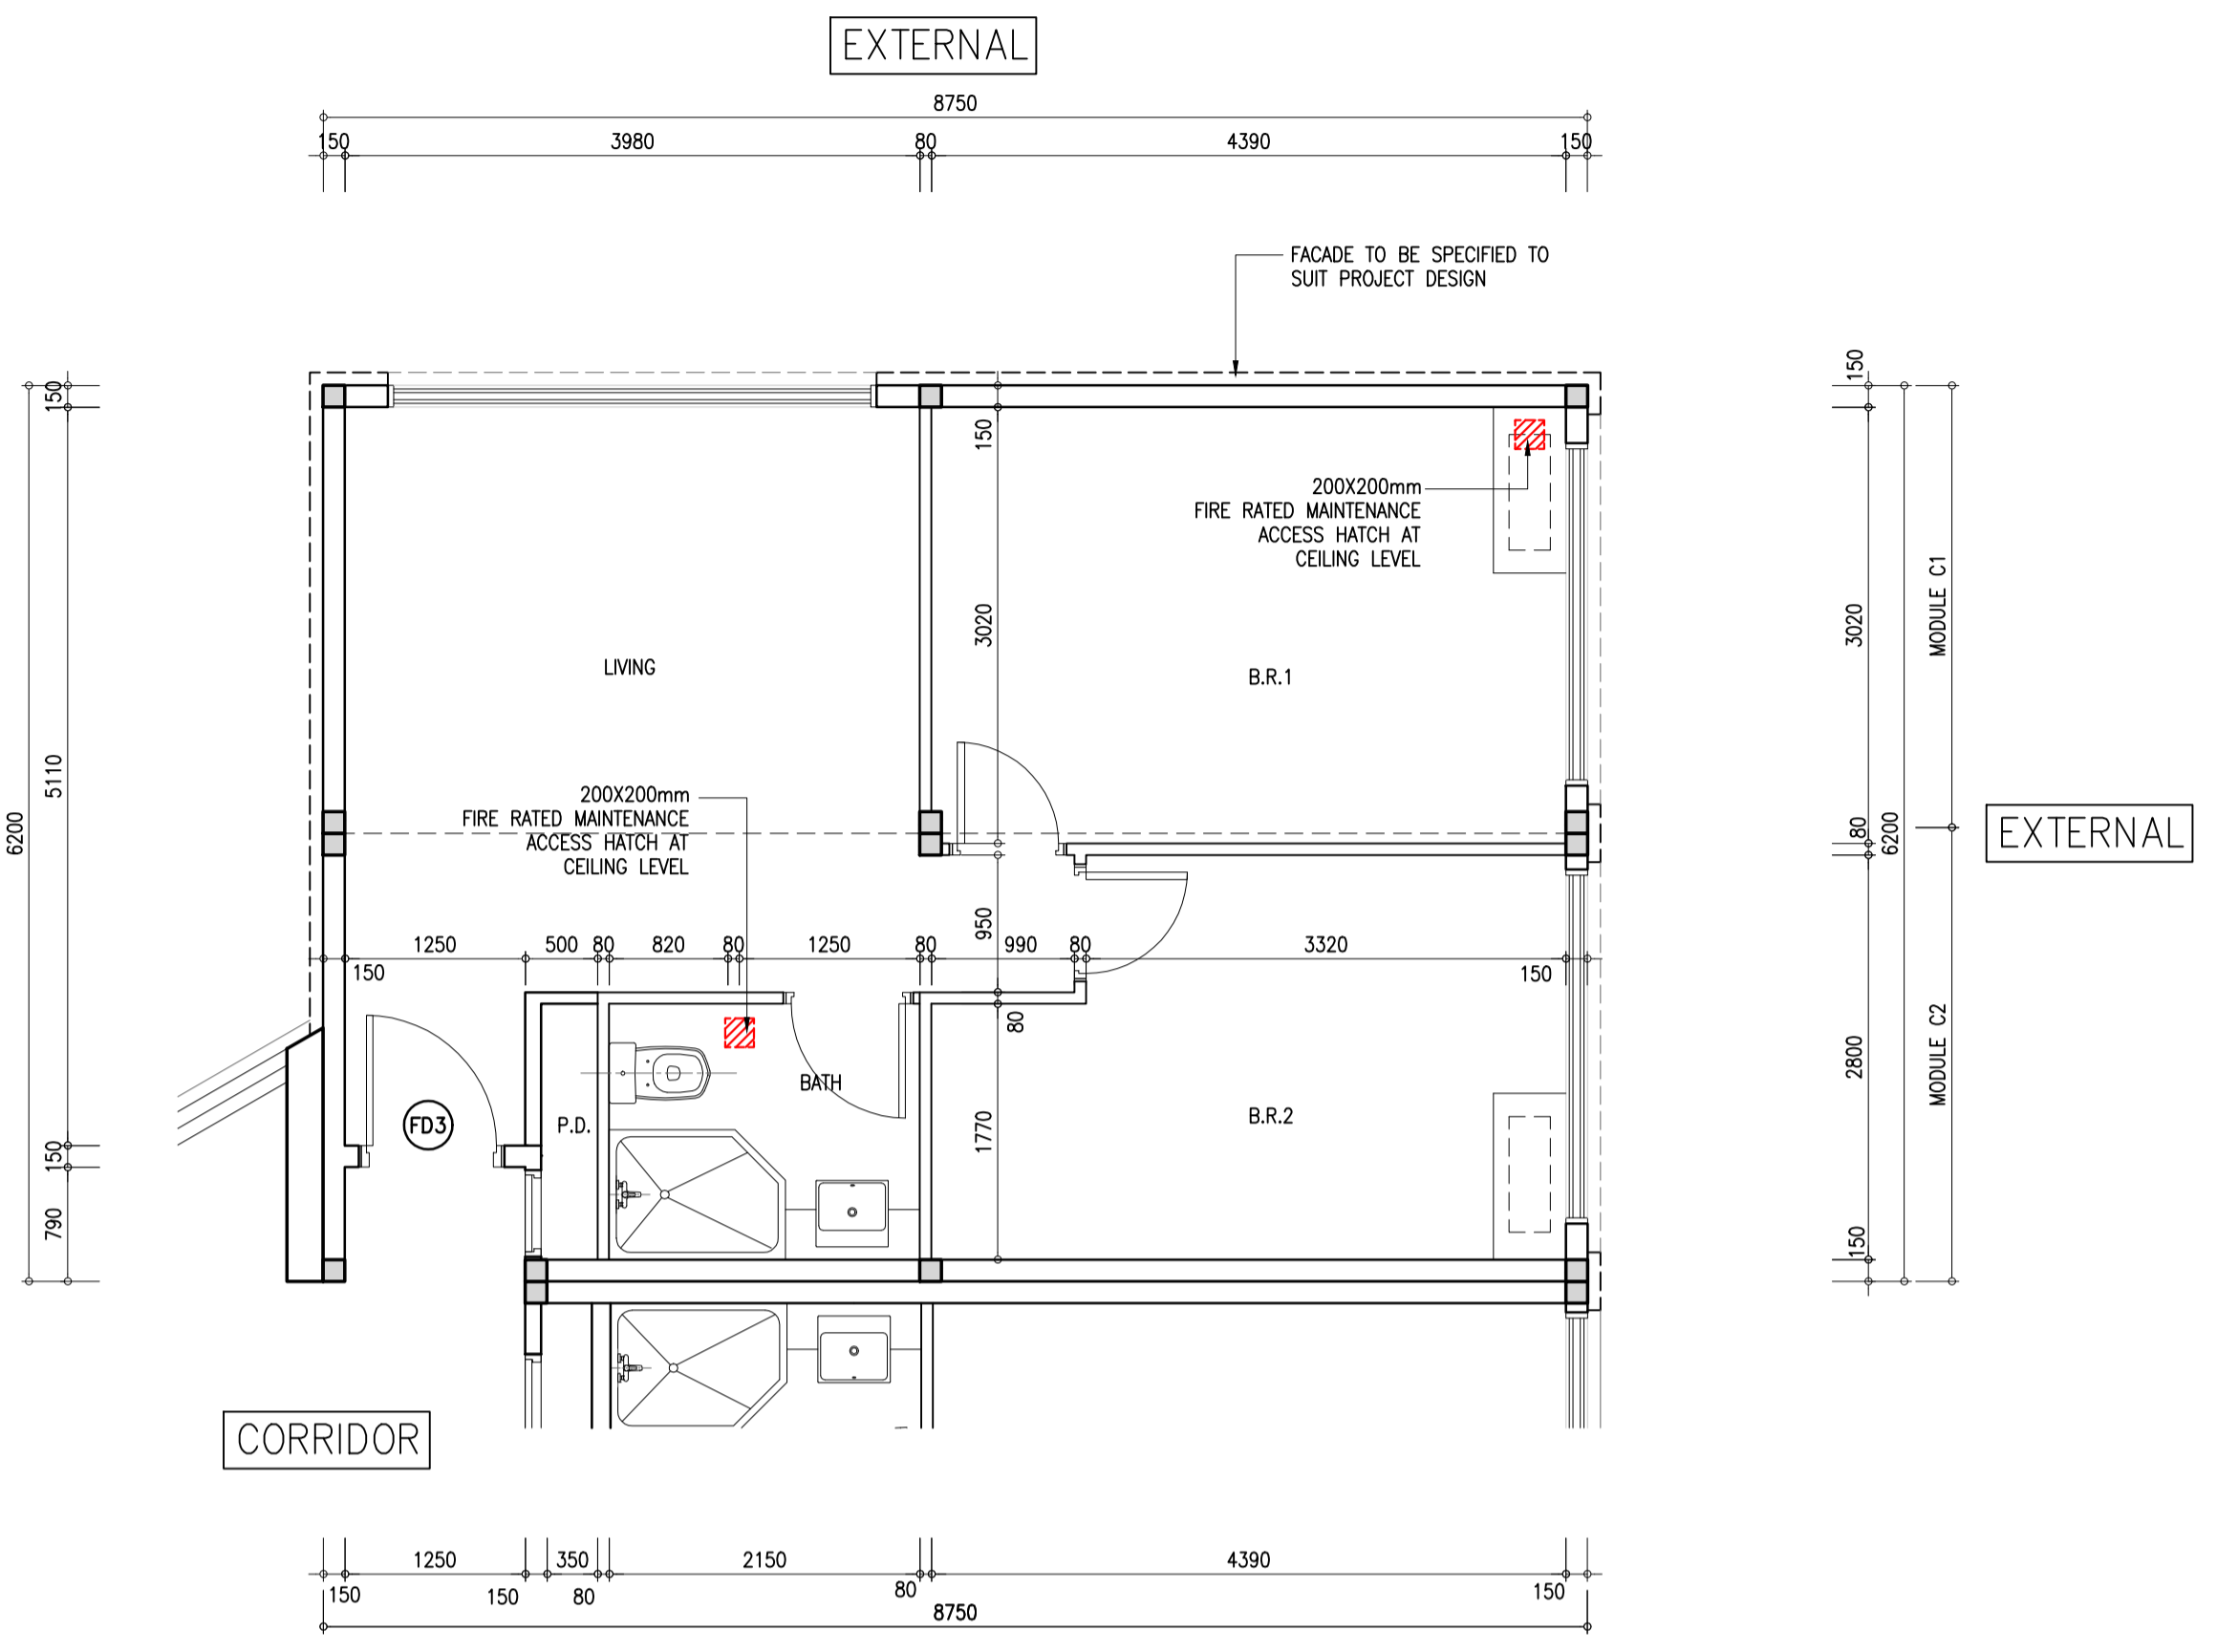 EXTERNAL
8750
150
3980
80
4390
150
FACADE TO BE SPECIFIED TO
SUIT PROJECT DESIGN
150
5110
6200
150
790
150
3020
80
6200
2800
150
MODULE C1
MODULE C2
EXTERNAL
150
3020
950
80
1770
200X200mm
FIRE RATED MAINTENANCE
ACCESS HATCH AT
CEILING LEVEL
LIVING
B.R.1
200X200mm
FIRE RATED MAINTENANCE
ACCESS HATCH AT
CEILING LEVEL
1250
500
80
820
80
1250
80
990
80
3320
150
150
BATH
P.D.
FD3
B.R.2
CORRIDOR
1250
350
2150
4390
150
150
80
80
150
8750